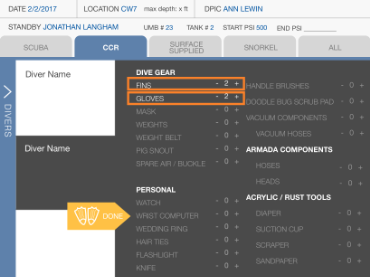 DATE 2/2/2017 LOCATION CW7 max depth: x ft DPIC ANN LEWIN
STANDBY JONATHAN LANGHAM UMB # 23 TANK # 2 START PSI 500 END PSI ________
SCUBA CCR SURFACE SUPPLIED SNORKEL ALL
DIVERS
Diver Name
Diver Name
DONE
DIVE GEAR
FINS - 2 +
GLOVES - 2 +
MASK - 0 +
WEIGHTS - 0 +
WEIGHT BELT - 0 +
PIG SNOUT - 0 +
SPARE AIR / BUCKLE - 0 +
PERSONAL
WATCH - 0 +
WRIST COMPUTER - 0 +
WEDDING RING - 0 +
HAIR TIES - 0 +
FLASHLIGHT - 0 +
KNIFE - 0 +
HANDLE BRUSHES - 0 +
DOODLE BUG SCRUB PAD - 0 +
VACUUM COMPONENTS - 0 +
VACUUM HOSES - 0 +
ARMADA COMPONENTS
HOSES - 0 +
HEADS - 0 +
ACRYLIC / RUST TOOLS
DIAPER - 0 +
SUCTION CUP - 0 +
SCRAPER - 0 +
SANDPAPER - 0 +